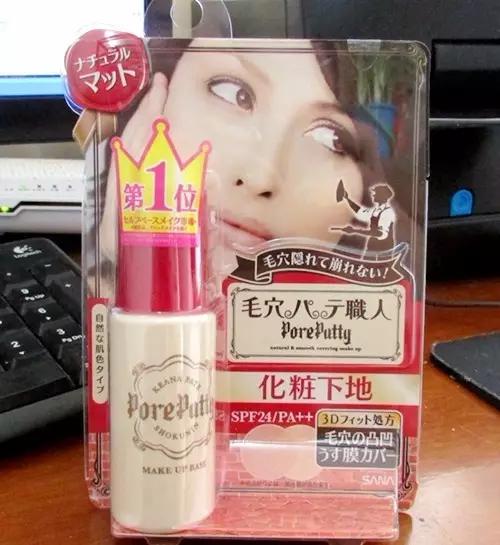 ナチュラル
マット
第1位
毛穴隠れて崩れない!
毛穴パテ職人
PorePutty
natural & smooth covering make up
化粧下地
SPF24/PA++
3Dフィット処方
毛穴の凸凹
うす膜カバー
SANA
自然な肌色タイプ
KEANA PATE
PorePutty
SHOKUNIN
MAKE UP BASE
Logitech